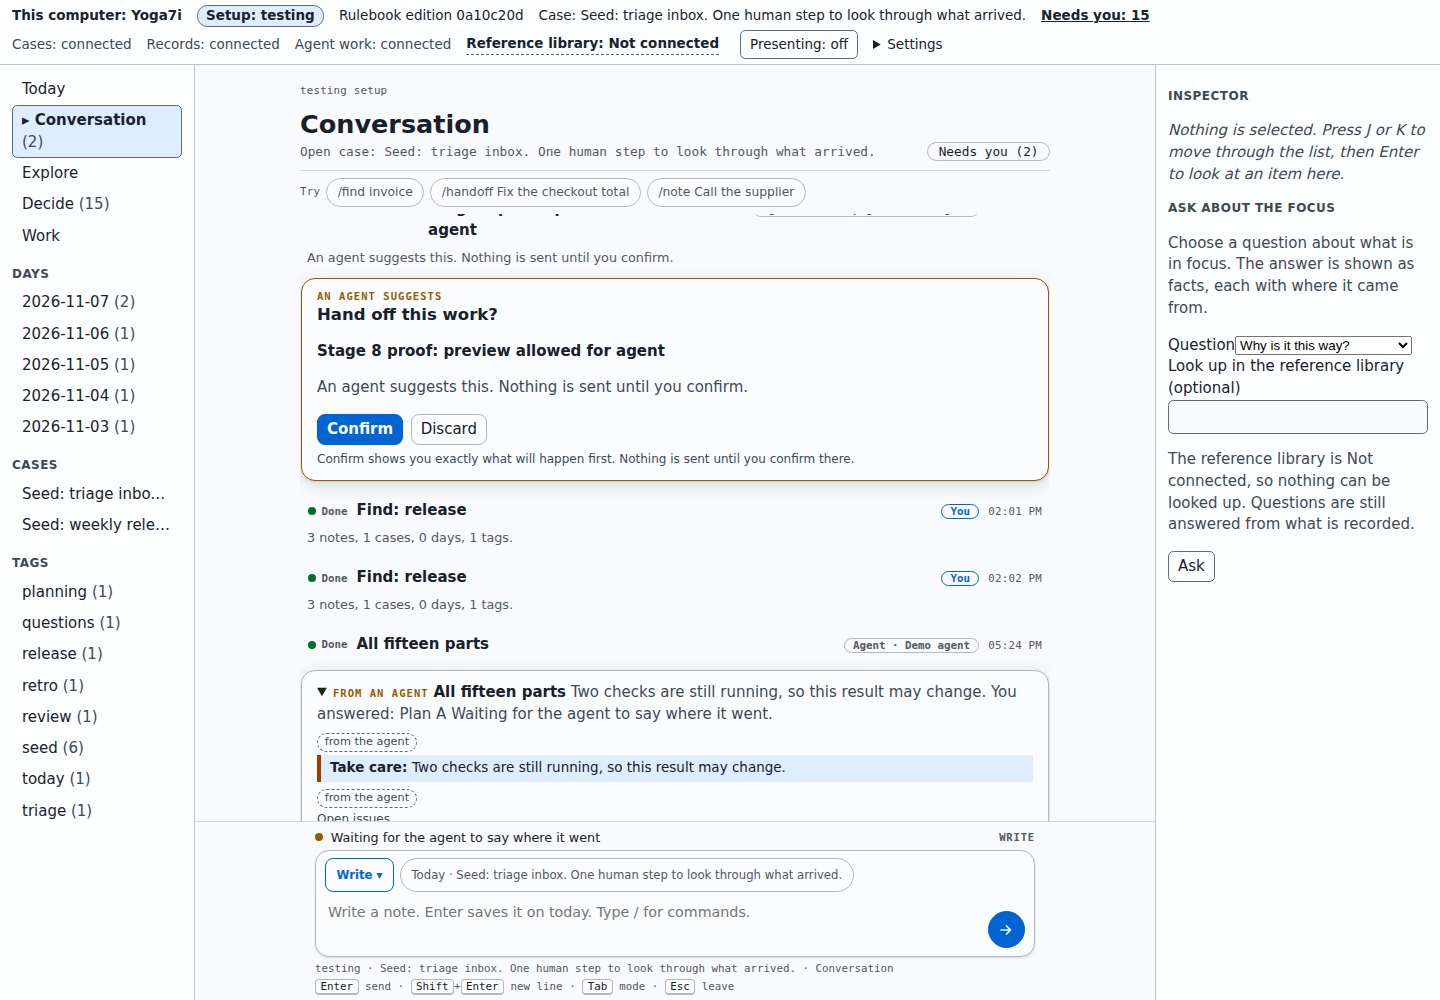 This computer: Yoga7i Setup: testing Rulebook edition 0a10c20d Case: Seed: triage inbox. One human step to look through what arrived. Needs you: 15
Cases: connected Records: connected Agent work: connected Reference library: Not connected Presenting: off ▶ Settings
Today
▸ Conversation
(2)
Explore
Decide (15)
Work
DAYS
2026-11-07 (2)
2026-11-06 (1)
2026-11-05 (1)
2026-11-04 (1)
2026-11-03 (1)
CASES
Seed: triage inbo…
Seed: weekly rele…
TAGS
planning (1)
questions (1)
release (1)
retro (1)
review (1)
seed (6)
today (1)
triage (1)
testing setup
Conversation
Open case: Seed: triage inbox. One human step to look through what arrived. Needs you (2)
Try /find invoice /handoff Fix the checkout total /note Call the supplier
agent
An agent suggests this. Nothing is sent until you confirm.
AN AGENT SUGGESTS
Hand off this work?
Stage 8 proof: preview allowed for agent
An agent suggests this. Nothing is sent until you confirm.
Confirm Discard
Confirm shows you exactly what will happen first. Nothing is sent until you confirm there.
Done Find: release You 02:01 PM
3 notes, 1 cases, 0 days, 1 tags.
Done Find: release You 02:02 PM
3 notes, 1 cases, 0 days, 1 tags.
Done All fifteen parts Agent · Demo agent 05:24 PM
▼ FROM AN AGENT All fifteen parts Two checks are still running, so this result may change. You
answered: Plan A Waiting for the agent to say where it went.
from the agent
Take care: Two checks are still running, so this result may change.
from the agent
Open issues
Waiting for the agent to say where it went WRITE
Write ▾ Today · Seed: triage inbox. One human step to look through what arrived.
Write a note. Enter saves it on today. Type / for commands.
→
testing · Seed: triage inbox. One human step to look through what arrived. · Conversation
Enter send · Shift+Enter new line · Tab mode · Esc leave
INSPECTOR
Nothing is selected. Press J or K to
move through the list, then Enter
to look at an item here.
ASK ABOUT THE FOCUS
Choose a question about what is
in focus. The answer is shown as
facts, each with where it came
from.
Question Why is it this way?
Look up in the reference library
(optional)
The reference library is Not
connected, so nothing can be
looked up. Questions are still
answered from what is recorded.
Ask